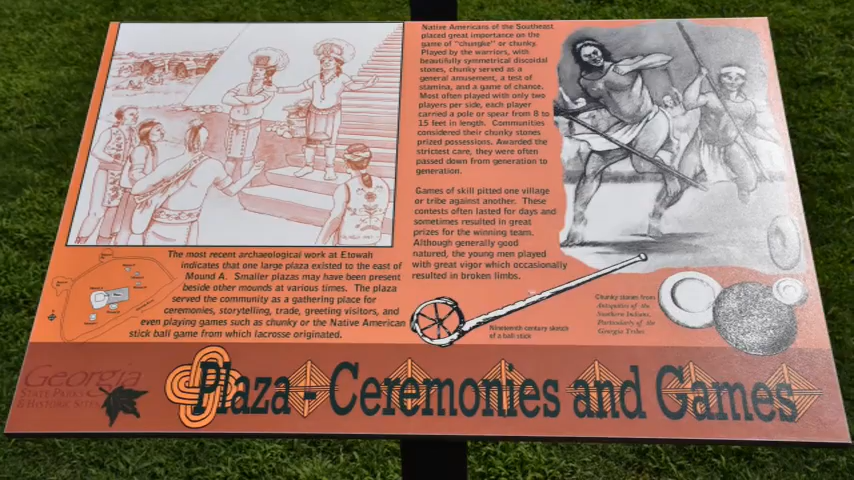 Native Americans of the Southeast
placed great importance on the
game of "chungke" or chunky.
Played by the warriors, with
beautifully symmetrical discoidal
stones, chunky served as a
general amusement, a test of
stamina, and a game of chance.
Most often played with only two
players per side, each player
carried a pole or spear from 8 to
15 feet in length. Communities
considered their chunky stones
prized possessions. Awarded the
strictest care, they were often
passed down from generation to
generation.
Games of skill pitted one village
or tribe against another. These
contests often lasted for days and
sometimes resulted in great
prizes for the winning team.
Although generally good
natured, the young men played
with great vigor which occasionally
resulted in broken limbs.
The most recent archaeological work at Etowah
indicates that one large plaza existed to the east of
Mound A. Smaller plazas may have been present
beside other mounds at various times. The plaza
served the community as a gathering place for
ceremonies, storytelling, trade, greeting visitors, and
even playing games such as chunky or the Native American
stick ball game from which lacrosse originated.
Nineteenth century sketch
of a ball stick
Chunky stones from
Antiquities of the
Southern Indians,
Particularly of the
Georgia Tribes
Georgia
STATE PARKS
& HISTORIC SITES
Plaza - Ceremonies and Games